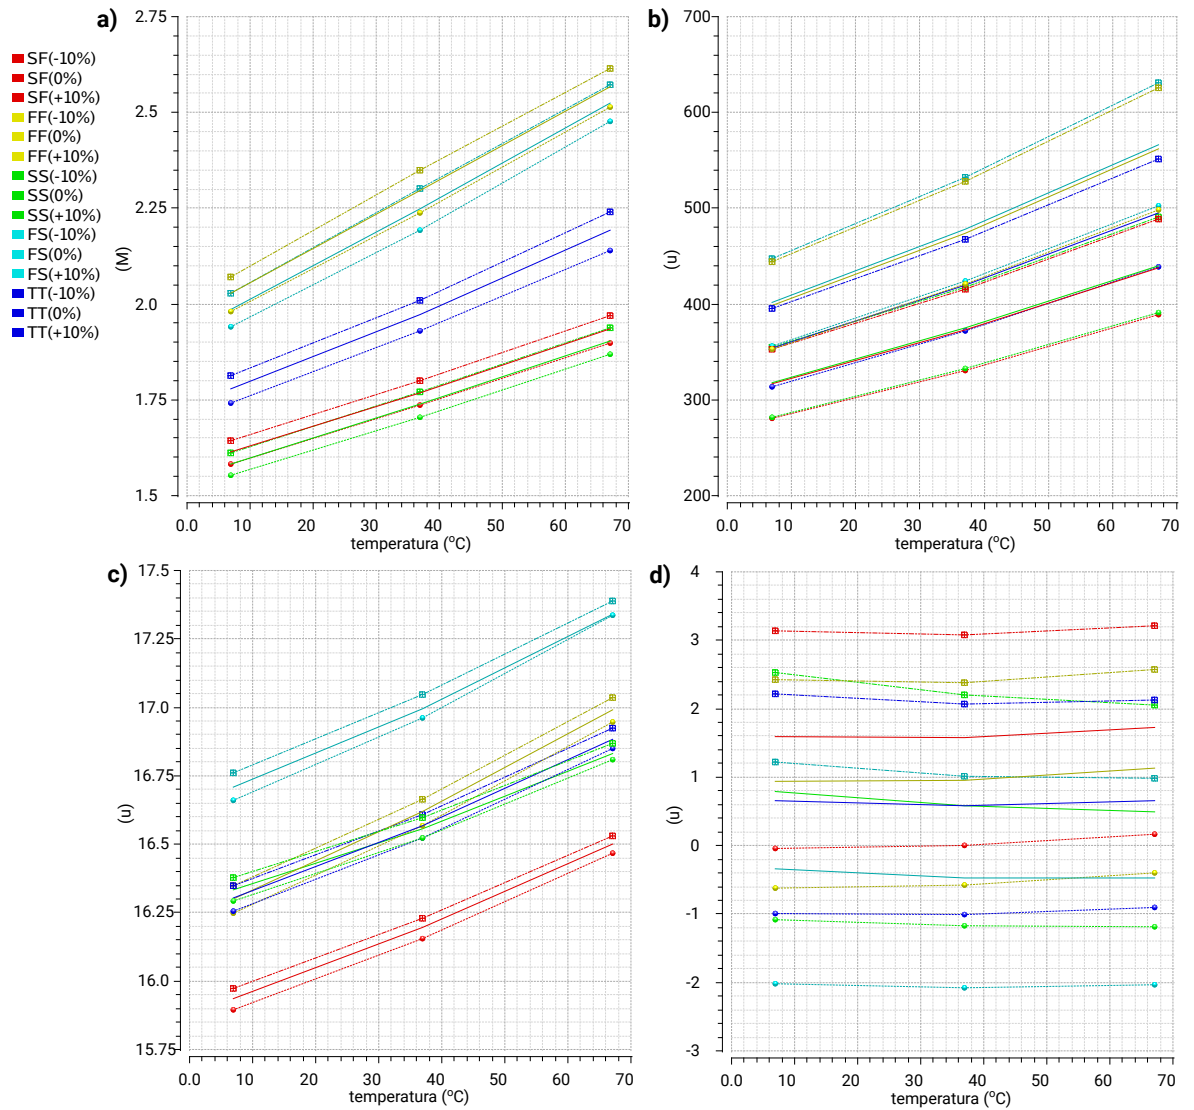 a)
2.75
2.5
2.25
2.0
1.75
1.5
(M)
0.0 10 20 30 40 50 60 70
temperatura (°C)
SF(-10%)
SF(0%)
SF(+10%)
FF(-10%)
FF(0%)
FF(+10%)
SS(-10%)
SS(0%)
SS(+10%)
FS(-10%)
FS(0%)
FS(+10%)
TT(-10%)
TT(0%)
TT(+10%)
b)
700
600
500
400
300
200
(u)
0.0 10 20 30 40 50 60 70
temperatura (°C)
c)
17.5
17.25
17.0
16.75
16.5
16.25
16.0
15.75
(u)
0.0 10 20 30 40 50 60 70
temperatura (°C)
d)
4
3
2
1
0
-1
-2
-3
(u)
0.0 10 20 30 40 50 60 70
temperatura (°C)